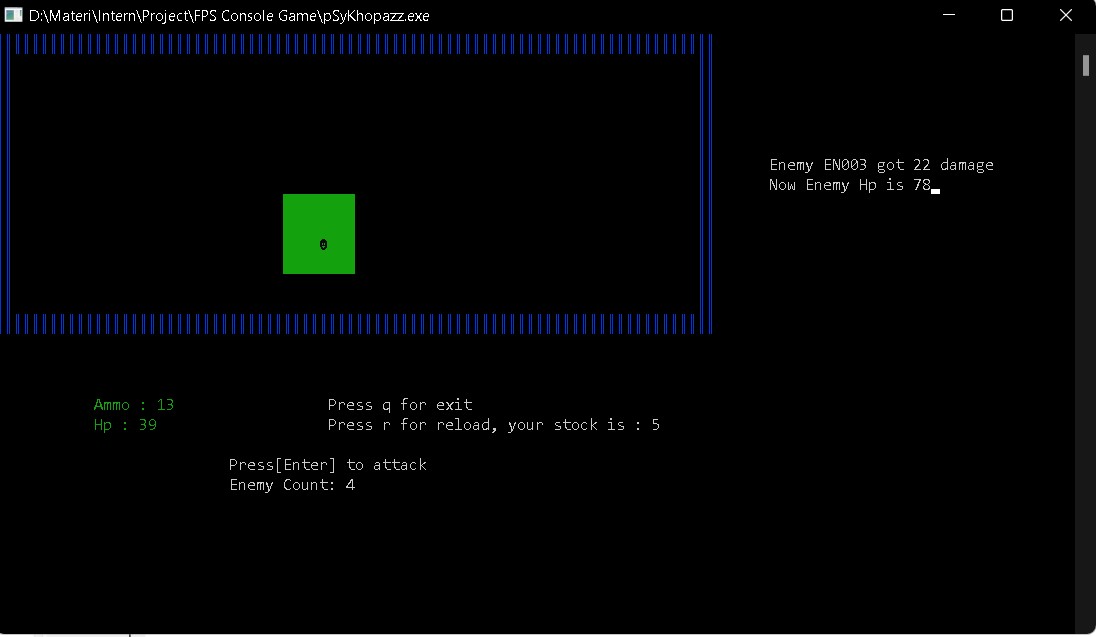 D:\Materi\Intern\Project\FPS Console Game\pSyKhopazz.exe
Enemy EN003 got 22 damage
Now Enemy Hp is 78
Ammo : 13
Press q for exit
Hp : 39
Press r for reload, your stock is : 5
Press[Enter] to attack
Enemy Count: 4